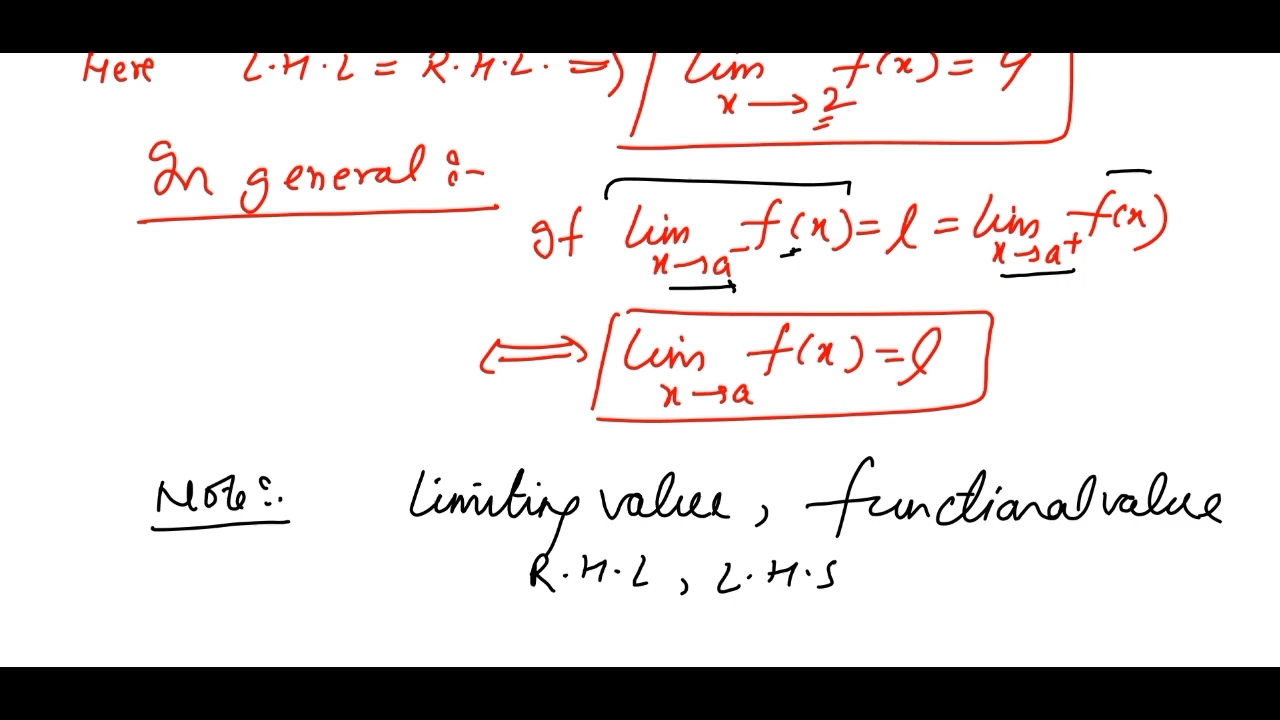 Here L.H.L = R.H.L. => lim f(x) = 4
x → 2
In general :-
If lim f(x) = l = lim f(x)
x→a⁻ x→a⁺
⟺ lim f(x) = l
x→a
Note:.
Limiting value, functional value
R.H.L, L.H.S